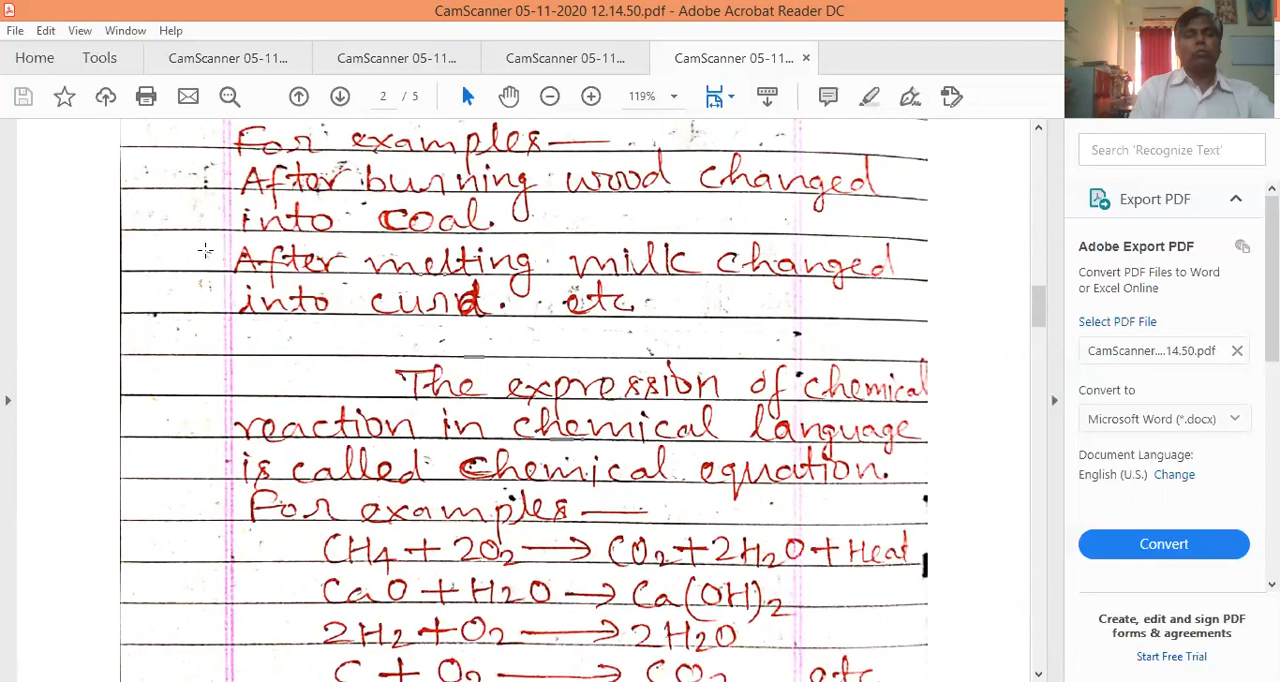 CamScanner 05-11-2020 12.14.50.pdf - Adobe Acrobat Reader DC
File Edit View Window Help
Home Tools CamScanner 05-11... CamScanner 05-11... CamScanner 05-11... CamScanner 05-11... ×
2 / 5 119%
For examples —
After burning wood changed
into coal.
After melting milk changed
into curd. etc
The expression of chemical
reaction in chemical language
is called chemical equation.
For examples —
CH4 + 2O2 → CO2 + 2H2O + Heat
CaO + H2O → Ca(OH)2
2H2 + O2 → 2H2O
C + O2 → CO2 etc
Search 'Recognize Text'
Export PDF
Adobe Export PDF
Convert PDF Files to Word
or Excel Online
Select PDF File
CamScanner....14.50.pdf ×
Convert to
Microsoft Word (*.docx)
Document Language:
English (U.S.) Change
Convert
Create, edit and sign PDF
forms & agreements
Start Free Trial